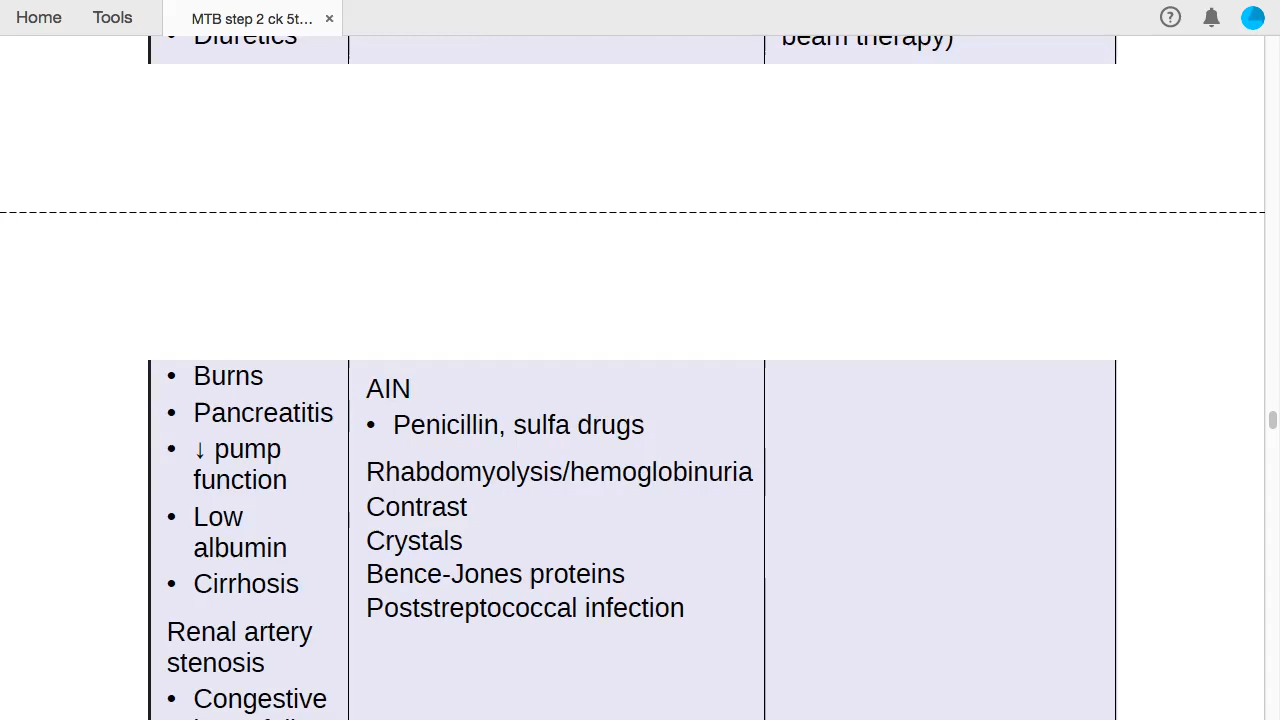 Home
Tools
MTB step 2 ck 5t... ×
?
• Diuretics
beam therapy)
• Burns
• Pancreatitis
• ↓ pump
function
• Low
albumin
• Cirrhosis
Renal artery
stenosis
• Congestive
AIN
• Penicillin, sulfa drugs
Rhabdomyolysis/hemoglobinuria
Contrast
Crystals
Bence-Jones proteins
Poststreptococcal infection